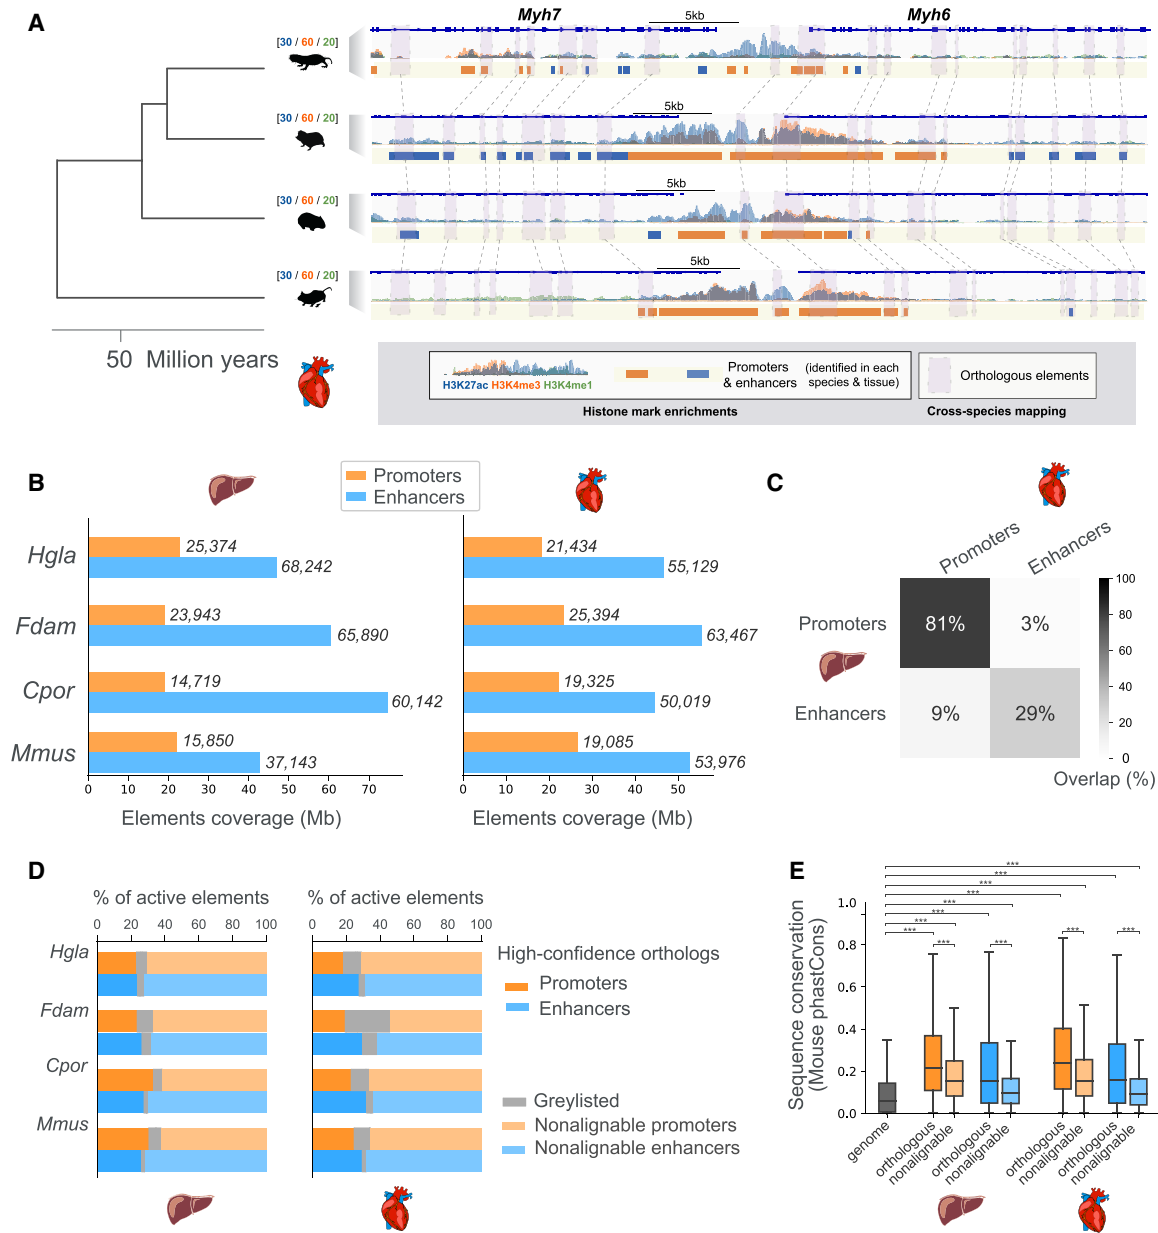 A
Myh7
5kb
Myh6
[30 / 60 / 20]
[30 / 60 / 20]
5kb
[30 / 60 / 20]
5kb
[30 / 60 / 20]
5kb
50 Million years
H3K27ac H3K4me3 H3K4me1
Promoters & enhancers
(identified in each species & tissue)
Histone mark enrichments
Orthologous elements
Cross-species mapping
B
Promoters
Enhancers
Hgla
25,374
68,242
21,434
55,129
Fdam
23,943
65,890
25,394
63,467
Cpor
14,719
60,142
19,325
50,019
Mmus
15,850
37,143
19,085
53,976
0 10 20 30 40 50 60 70
0 10 20 30 40 50
Elements coverage (Mb)
Elements coverage (Mb)
C
Promoters
Enhancers
Promoters
81%
3%
Enhancers
9%
29%
100
80
60
40
20
0
Overlap (%)
D
% of active elements
% of active elements
0 20 40 60 80 100
0 20 40 60 80 100
Hgla
Fdam
Cpor
Mmus
High-confidence orthologs
Promoters
Enhancers
Greylisted
Nonalignable promoters
Nonalignable enhancers
E
Sequence conservation
(Mouse phastCons)
1.0
0.8
0.6
0.4
0.2
0.0
***
***
***
***
***
***
***
***
***
***
***
***
genome
orthologous
nonalignable
orthologous
nonalignable
orthologous
nonalignable
orthologous
nonalignable